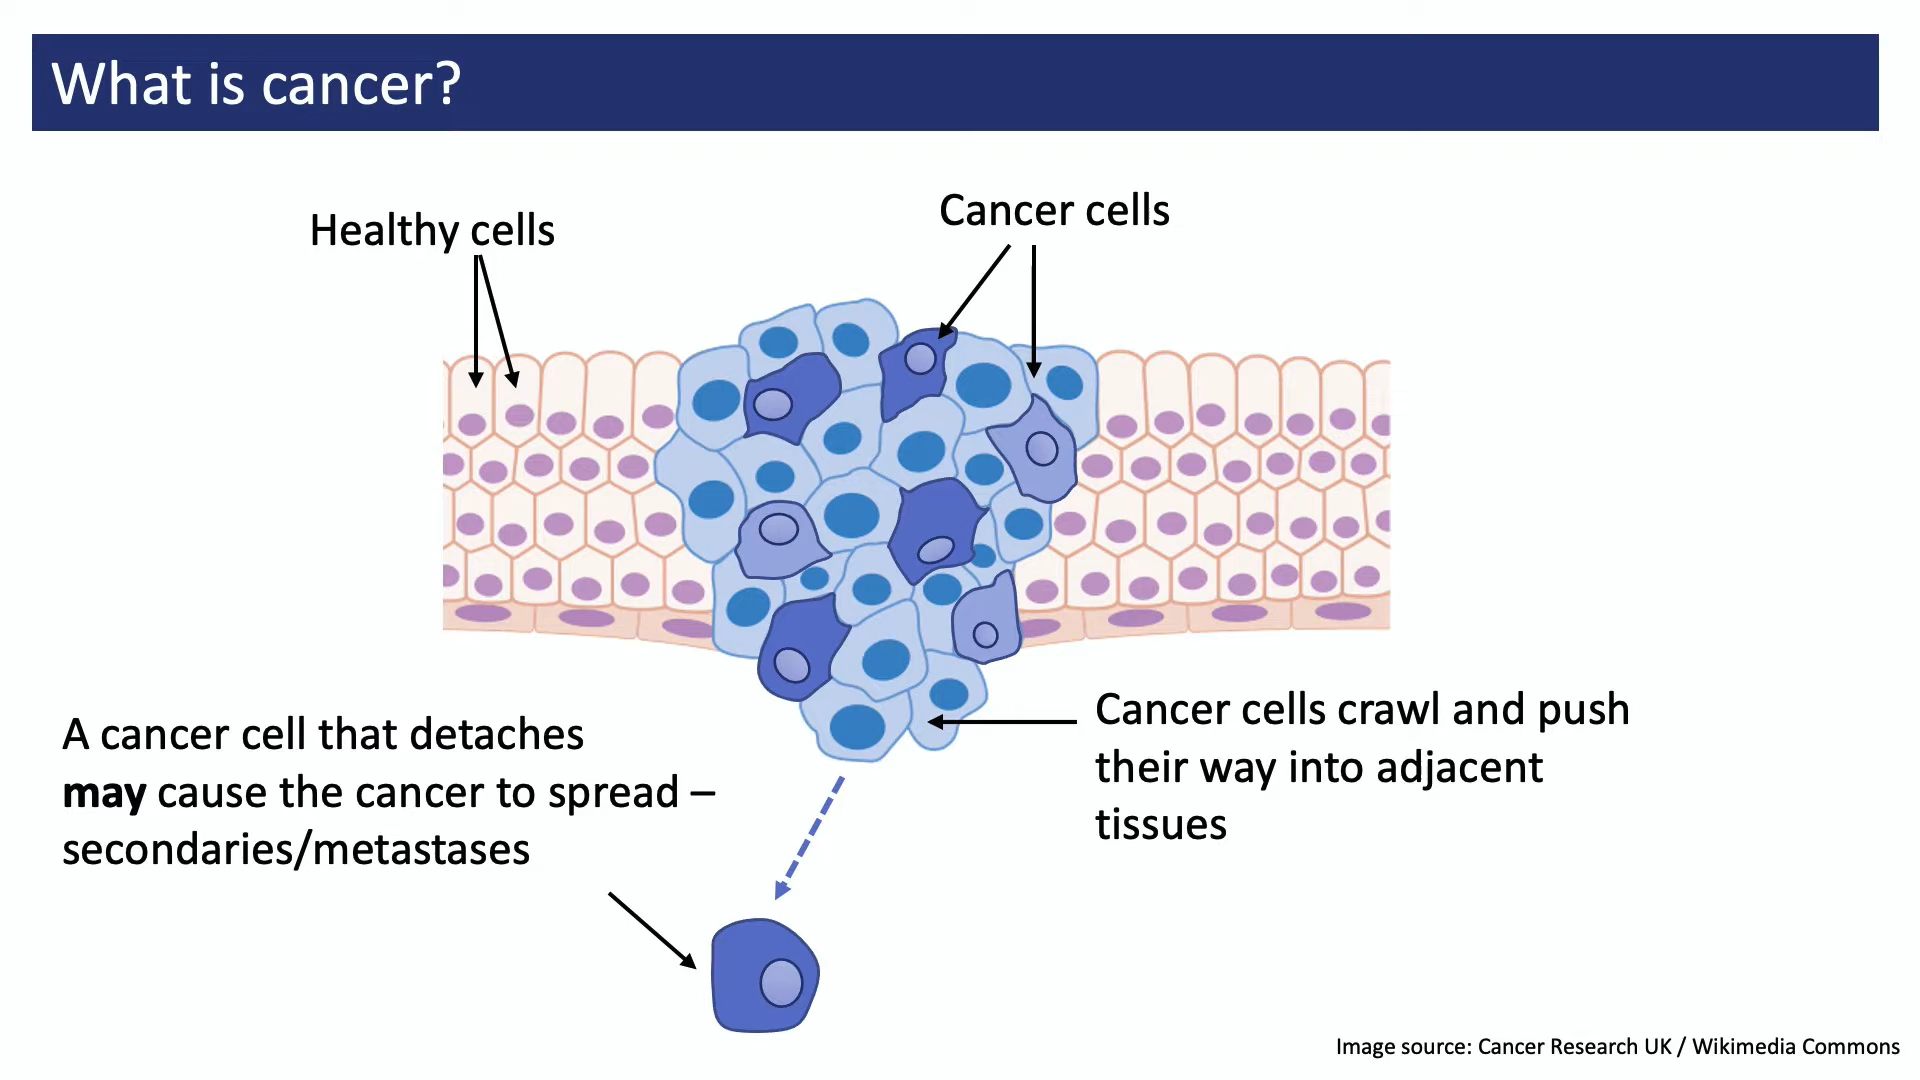 What is cancer?
Healthy cells
Cancer cells
A cancer cell that detaches
may cause the cancer to spread –
secondaries/metastases
Cancer cells crawl and push
their way into adjacent
tissues
Image source: Cancer Research UK / Wikimedia Commons